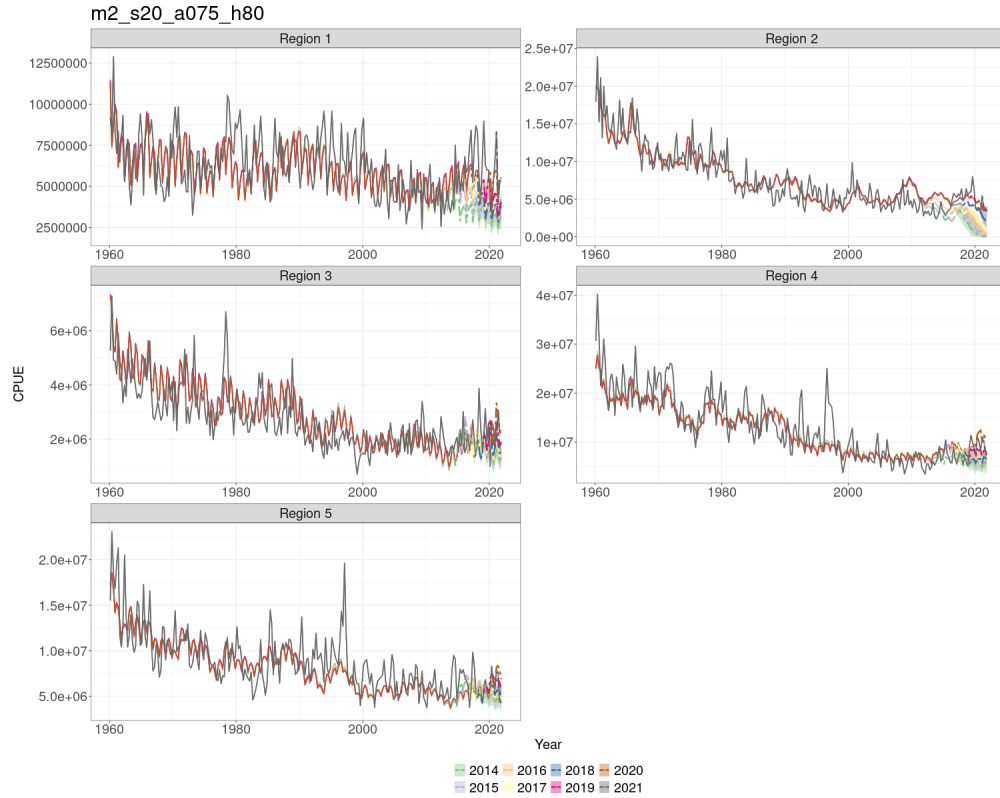 m2_s20_a075_h80
Region 1
Region 2
12500000
10000000
7500000
5000000
2500000
1960
1980
2000
2020
2.5e+07
2.0e+07
1.5e+07
1.0e+07
5.0e+06
0.0e+00
1960
1980
2000
2020
Region 3
Region 4
6e+06
4e+06
2e+06
1960
1980
2000
2020
4e+07
3e+07
2e+07
1e+07
1960
1980
2000
2020
CPUE
Region 5
2.0e+07
1.5e+07
1.0e+07
5.0e+06
1960
1980
2000
2020
Year
2014 2016 2018 2020
2015 2017 2019 2021